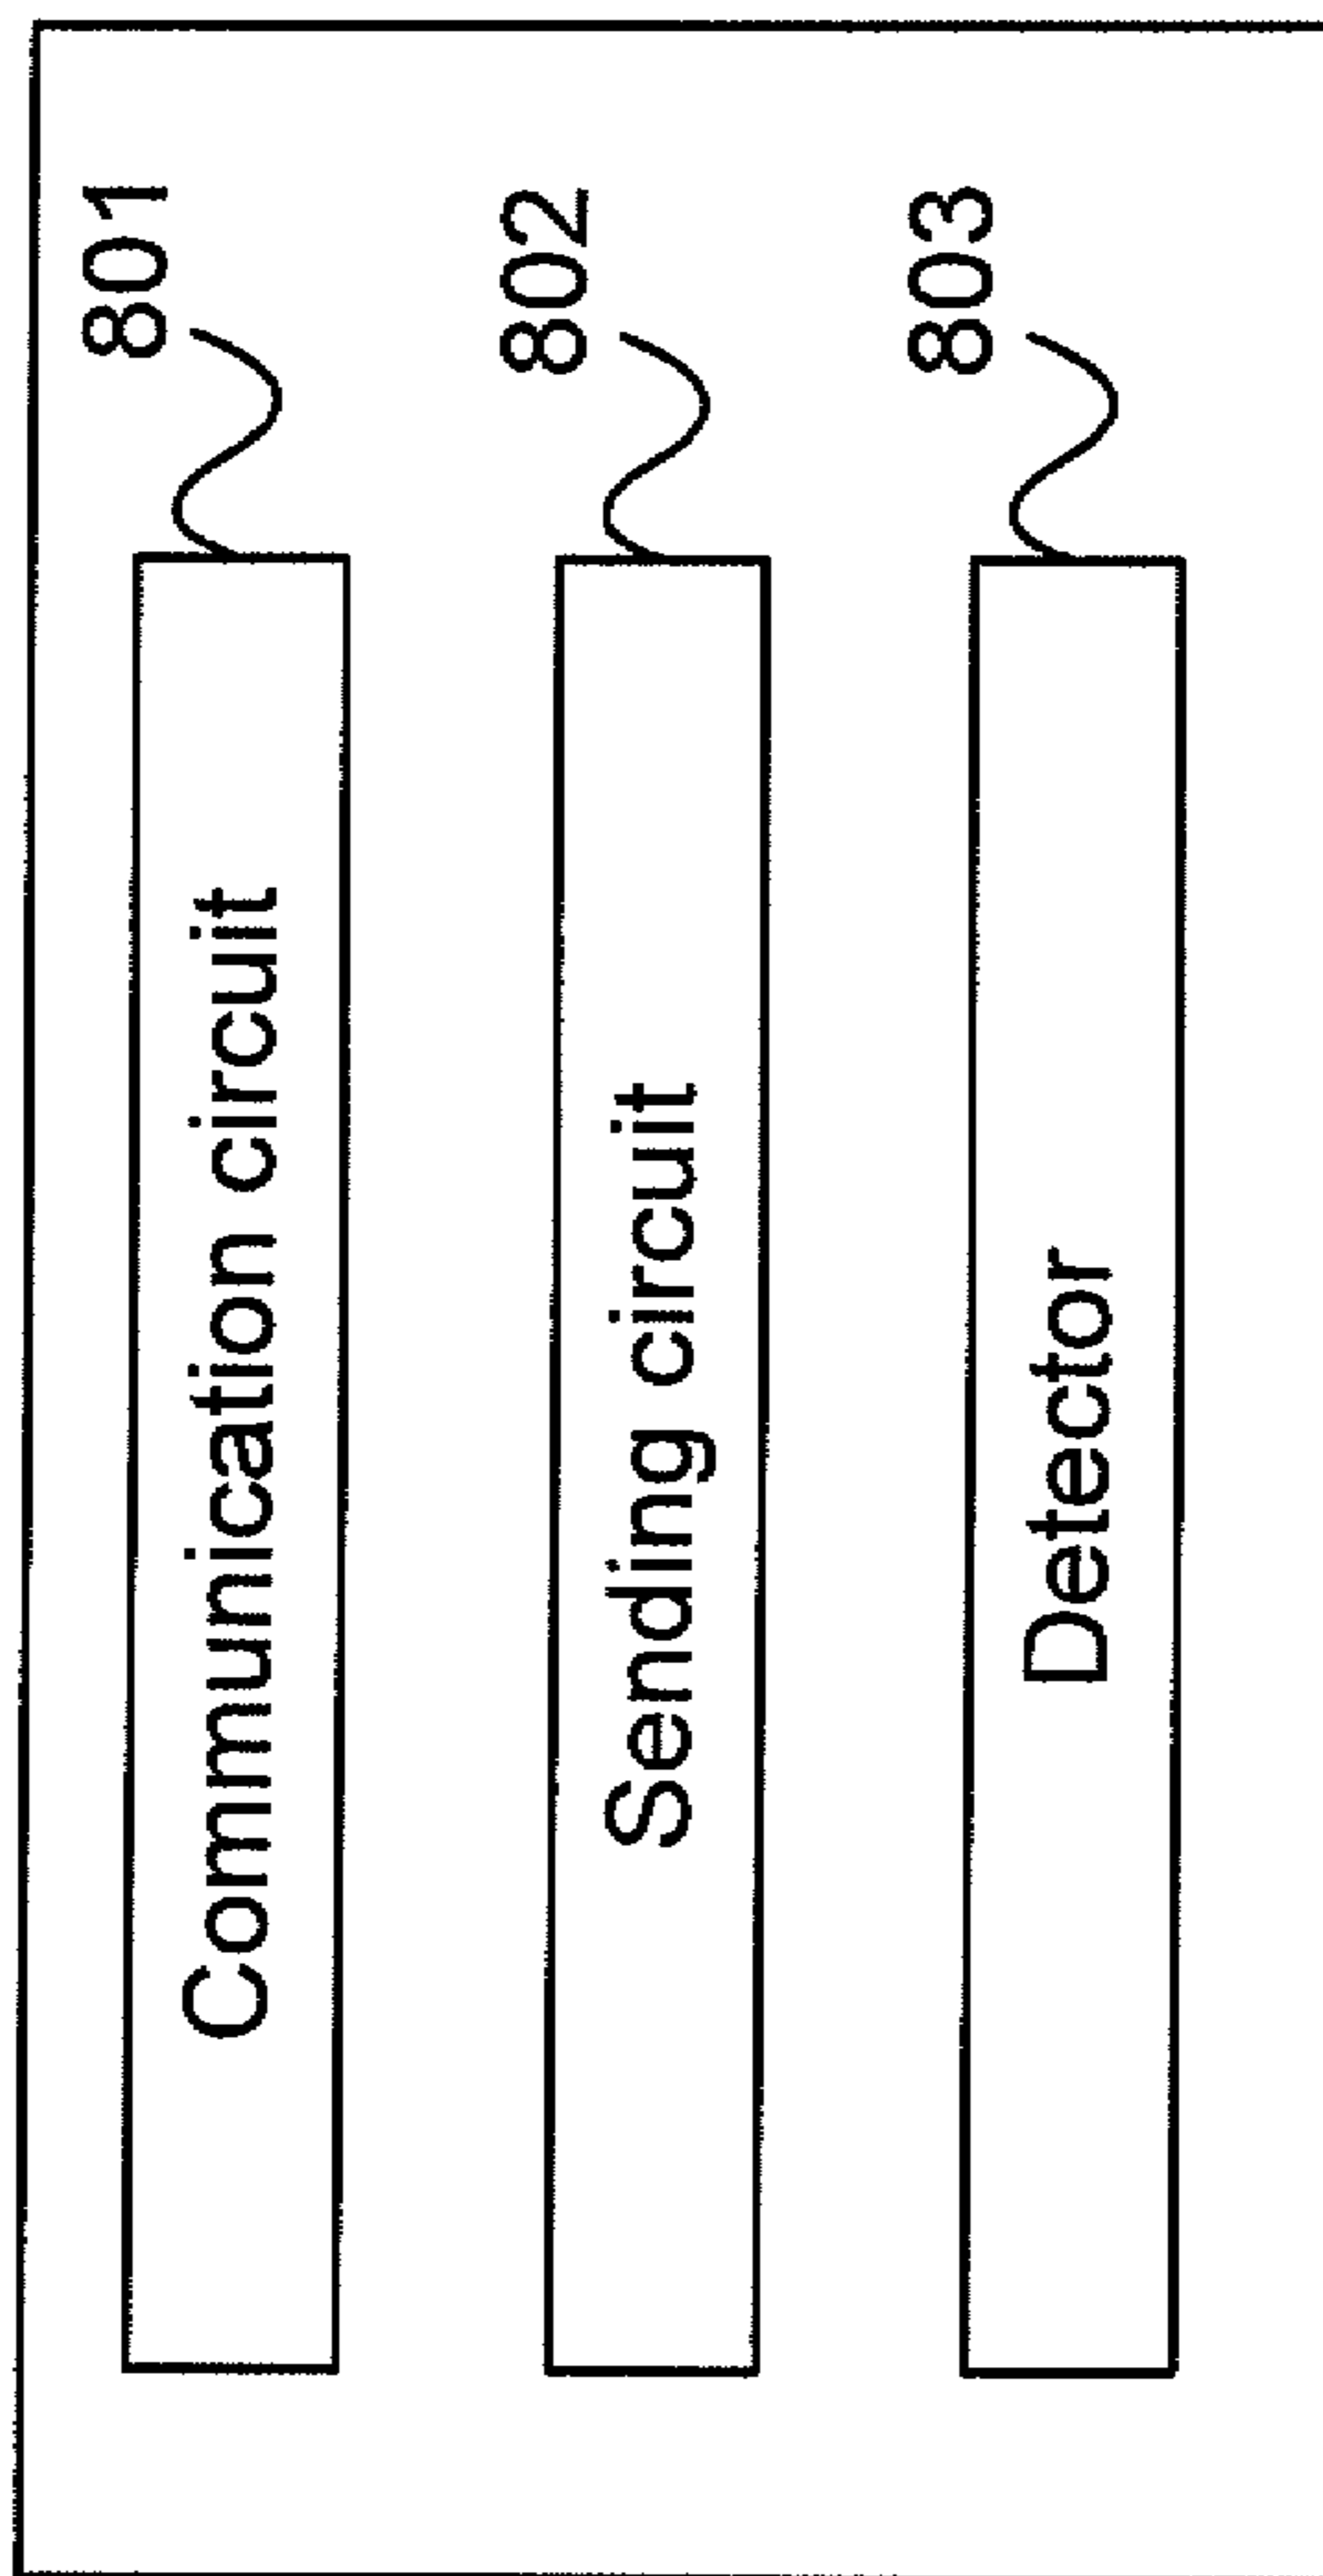 801
Communication circuit
802
Sending circuit
803
Detector